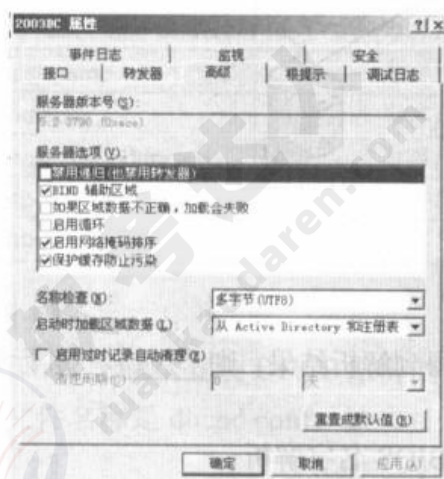 2003BC 属性
事件日志 监视 安全
接口 转发器 高级 根提示 调试日志
服务器版本号(S):
5.2 3790
服务器选项(V):
禁用递归(也禁用转发器)
BIND 辅助区域
如果区域数据不正确，加载会失败
启用循环
启用网络掩码排序
保护缓存防止污染
名称检查(N): 多字节(UTF8)
启动时加载区域数据(L): 从 Active Directory 和注册表
启用过时记录自动清理(E)
清理周期 0 天
重置成默认值(R)
确定 取消 应用(A)